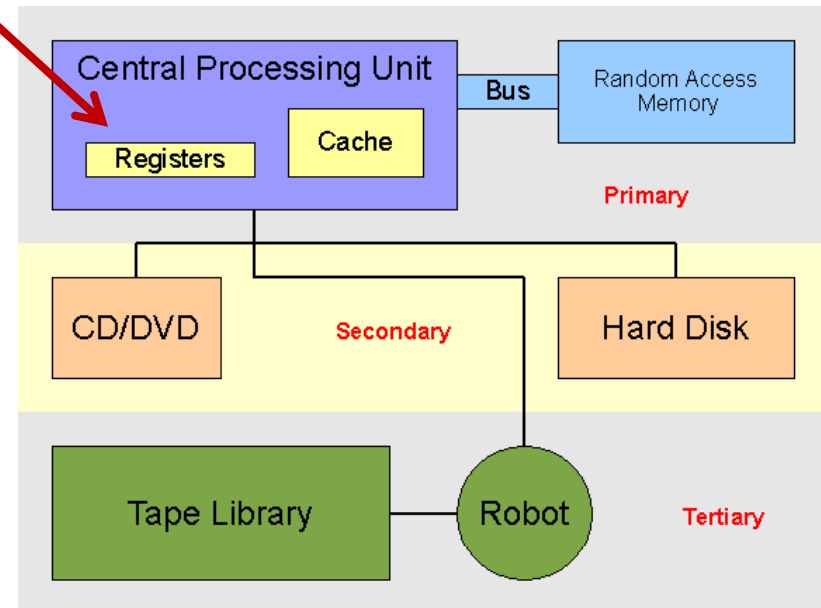 Central Processing Unit
Bus
Random Access
Memory
Registers
Cache
Primary
CD/DVD
Secondary
Hard Disk
Tape Library
Robot
Tertiary